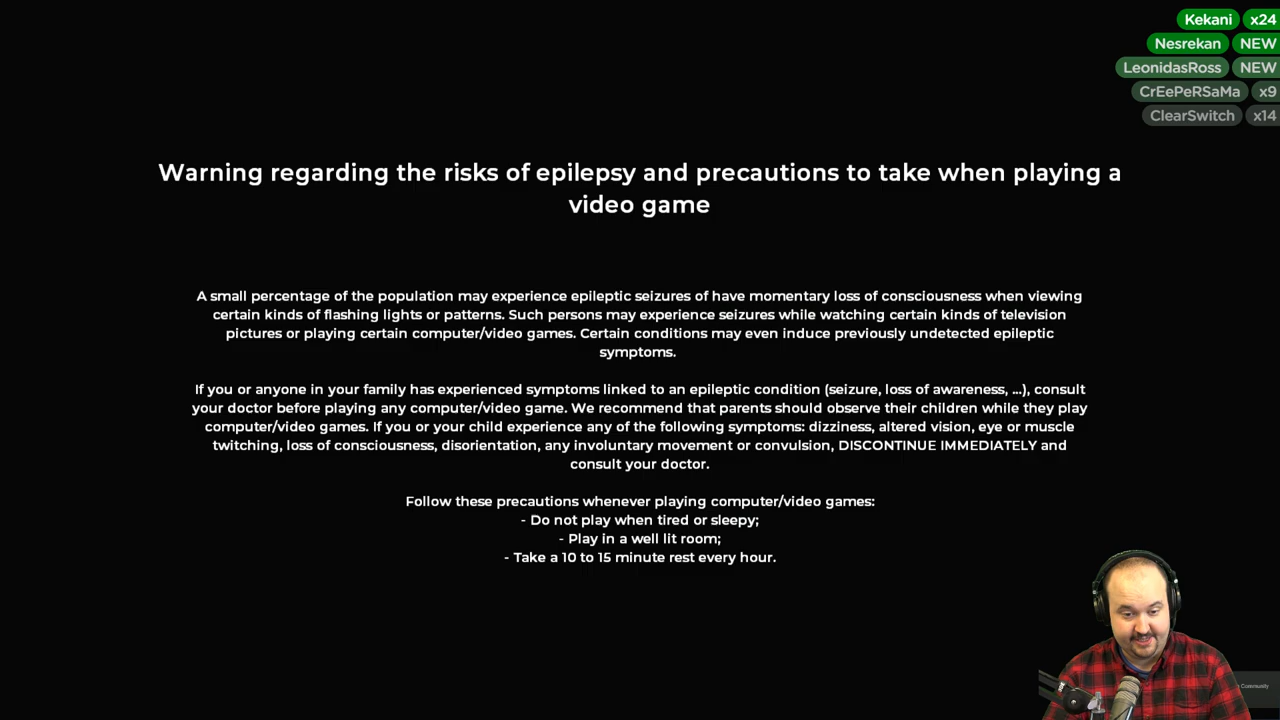 Kekani x24
Nesrekan NEW
LeonidasRoss NEW
CrEePeRSaMa x9
ClearSwitch x14
Warning regarding the risks of epilepsy and precautions to take when playing a
video game
A small percentage of the population may experience epileptic seizures of have momentary loss of consciousness when viewing
certain kinds of flashing lights or patterns. Such persons may experience seizures while watching certain kinds of television
pictures or playing certain computer/video games. Certain conditions may even induce previously undetected epileptic
symptoms.
If you or anyone in your family has experienced symptoms linked to an epileptic condition (seizure, loss of awareness, ...), consult
your doctor before playing any computer/video game. We recommend that parents should observe their children while they play
computer/video games. If you or your child experience any of the following symptoms: dizziness, altered vision, eye or muscle
twitching, loss of consciousness, disorientation, any involuntary movement or convulsion, DISCONTINUE IMMEDIATELY and
consult your doctor.
Follow these precautions whenever playing computer/video games:
- Do not play when tired or sleepy;
- Play in a well lit room;
- Take a 10 to 15 minute rest every hour.
Community